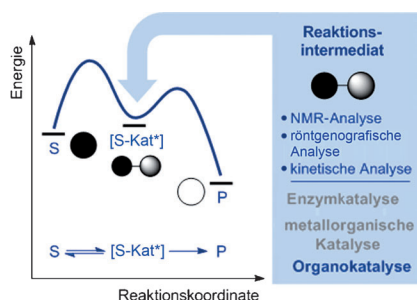 Energie
S
[S-Kat*]
P
S ⇌ [S-Kat*] → P
Reaktionskoordinate
Reaktions-
intermediat
• NMR-Analyse
• röntgenografische
Analyse
• kinetische Analyse
Enzymkatalyse
metallorganische
Katalyse
Organokatalyse